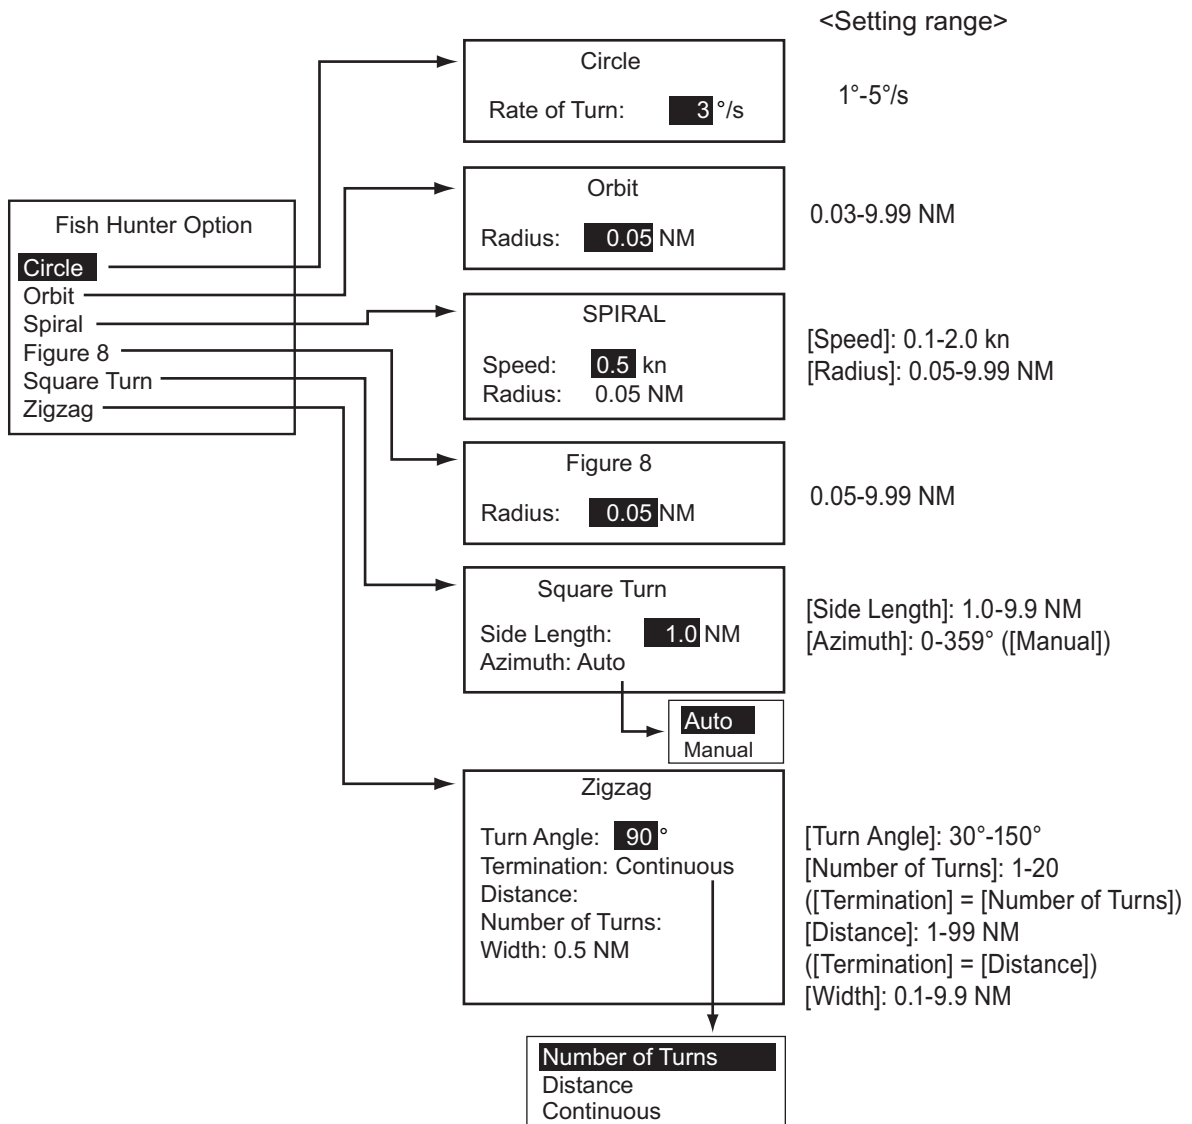 <Setting range>
Circle
Rate of Turn: 3 °/s
1°-5°/s
Orbit
Radius: 0.05 NM
0.03-9.99 NM
Fish Hunter Option
Circle
Orbit
Spiral
Figure 8
Square Turn
Zigzag
SPIRAL
Speed: 0.5 kn
Radius: 0.05 NM
[Speed]: 0.1-2.0 kn
[Radius]: 0.05-9.99 NM
Figure 8
Radius: 0.05 NM
0.05-9.99 NM
Square Turn
Side Length: 1.0 NM
Azimuth: Auto
[Side Length]: 1.0-9.9 NM
[Azimuth]: 0-359° ([Manual])
Auto
Manual
Zigzag
Turn Angle: 90 °
Termination: Continuous
Distance:
Number of Turns:
Width: 0.5 NM
[Turn Angle]: 30°-150°
[Number of Turns]: 1-20
([Termination] = [Number of Turns])
[Distance]: 1-99 NM
([Termination] = [Distance])
[Width]: 0.1-9.9 NM
Number of Turns
Distance
Continuous